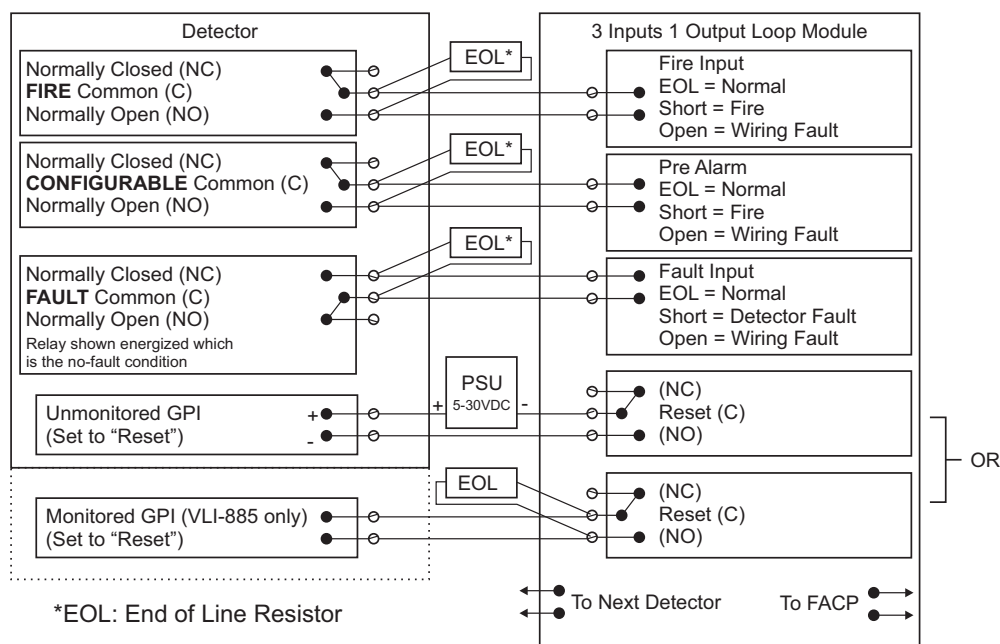 Detector
3 Inputs 1 Output Loop Module
Normally Closed (NC)
FIRE Common (C)
Normally Open (NO)
EOL*
Fire Input
EOL = Normal
Short = Fire
Open = Wiring Fault
Normally Closed (NC)
CONFIGURABLE Common (C)
Normally Open (NO)
EOL*
Pre Alarm
EOL = Normal
Short = Fire
Open = Wiring Fault
Normally Closed (NC)
FAULT Common (C)
Normally Open (NO)
Relay shown energized which
is the no-fault condition
EOL*
Fault Input
EOL = Normal
Short = Detector Fault
Open = Wiring Fault
Unmonitored GPI
(Set to “Reset”)
+
-
PSU
+ 5-30VDC -
(NC)
Reset (C)
(NO)
OR
Monitored GPI (VLI-885 only)
(Set to “Reset”)
EOL
(NC)
Reset (C)
(NO)
*EOL: End of Line Resistor
To Next Detector
To FACP